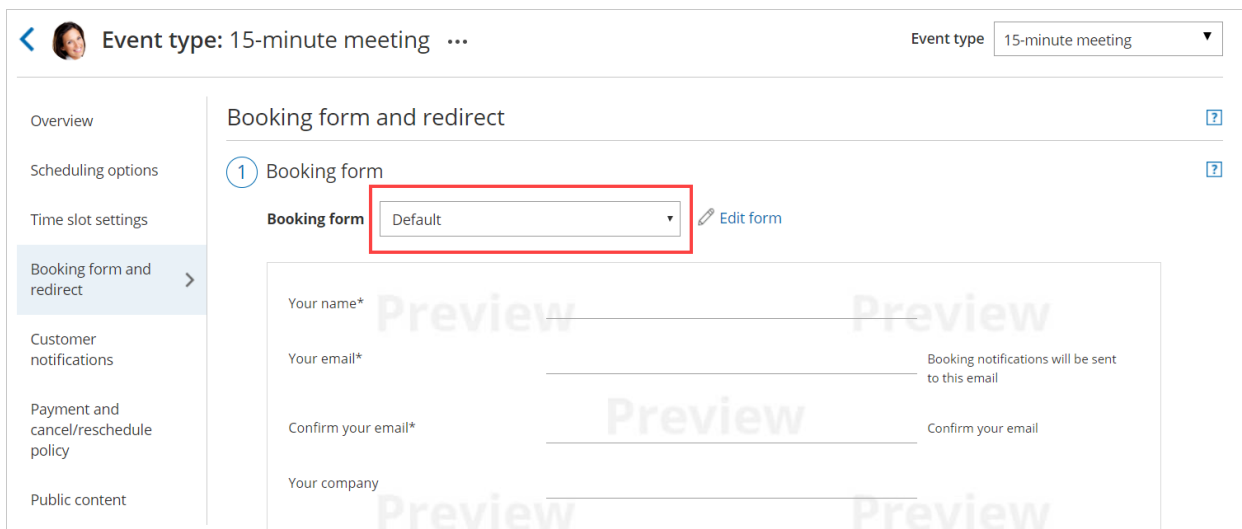 Event type: 15-minute meeting ...
Event type 15-minute meeting
Overview
Scheduling options
Time slot settings
Booking form and
redirect
Customer
notifications
Payment and
cancel/reschedule
policy
Public content
Booking form and redirect ?
1 Booking form ?
Booking form Default Edit form
Preview Preview
Your name*
Your email* Booking notifications will be sent
to this email
Preview
Confirm your email* Confirm your email
Your company
Preview Preview